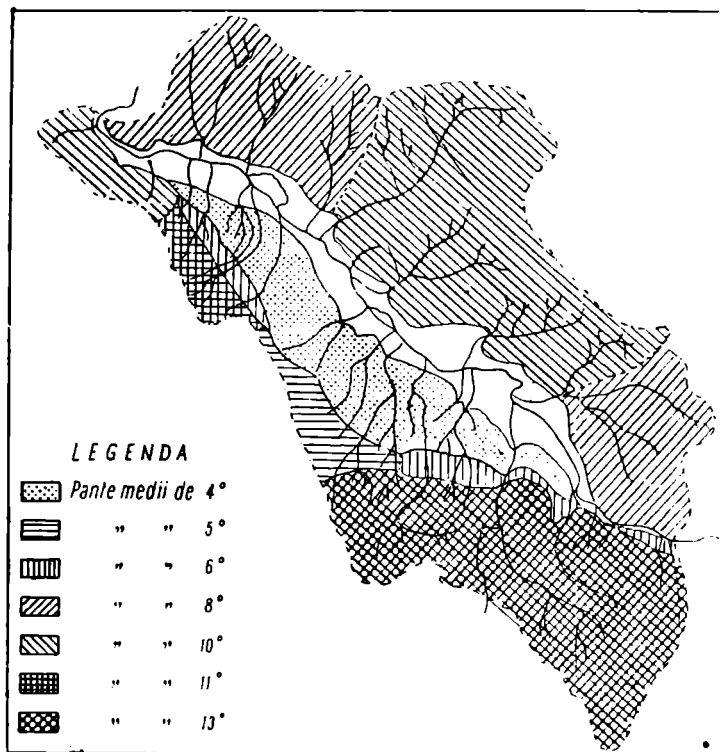 LEGENDA
Pante medii de 4°
" " 5°
" " 6°
" " 8°
" " 10°
" " 11°
" " 13°